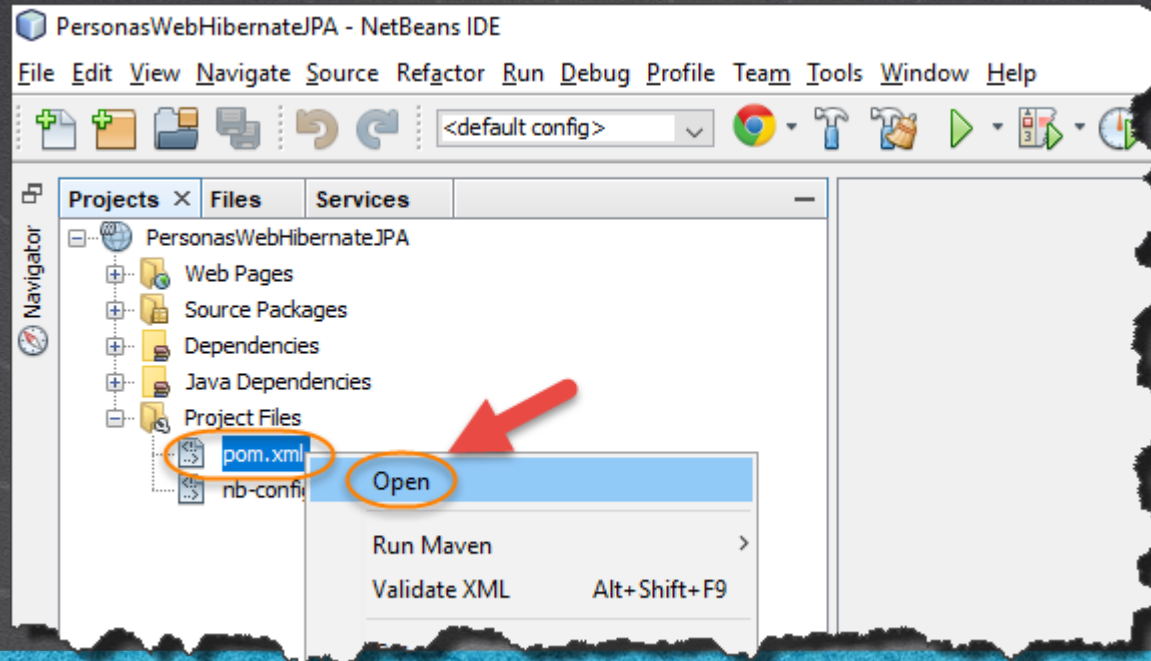 PersonasWebHibernateJPA - NetBeans IDE
File Edit View Navigate Source Refactor Run Debug Profile Team Tools Window Help
<default config>
Projects Files Services
Navigator
PersonasWebHibernateJPA
Web Pages
Source Packages
Dependencies
Java Dependencies
Project Files
pom.xml
Open
nb-config
Run Maven
Validate XML Alt+Shift+F9